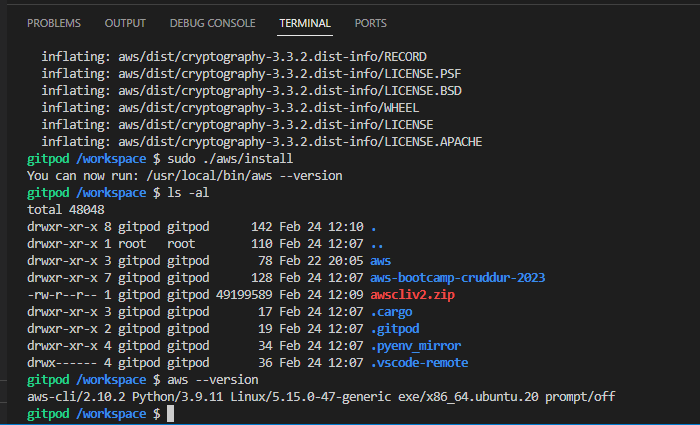 PROBLEMS OUTPUT DEBUG CONSOLE TERMINAL PORTS
inflating: aws/dist/cryptography-3.3.2.dist-info/RECORD
inflating: aws/dist/cryptography-3.3.2.dist-info/LICENSE.PSF
inflating: aws/dist/cryptography-3.3.2.dist-info/LICENSE.BSD
inflating: aws/dist/cryptography-3.3.2.dist-info/WHEEL
inflating: aws/dist/cryptography-3.3.2.dist-info/LICENSE
inflating: aws/dist/cryptography-3.3.2.dist-info/LICENSE.APACHE
gitpod /workspace $ sudo ./aws/install
You can now run: /usr/local/bin/aws --version
gitpod /workspace $ ls -al
total 48048
drwxr-xr-x 8 gitpod gitpod 142 Feb 24 12:10 .
drwxr-xr-x 1 root root 110 Feb 24 12:07 ..
drwxr-xr-x 3 gitpod gitpod 78 Feb 22 20:05 aws
drwxr-xr-x 7 gitpod gitpod 128 Feb 24 12:07 aws-bootcamp-cruddur-2023
-rw-r--r-- 1 gitpod gitpod 49199589 Feb 24 12:09 awscliv2.zip
drwxr-xr-x 3 gitpod gitpod 17 Feb 24 12:07 .cargo
drwxr-xr-x 2 gitpod gitpod 19 Feb 24 12:07 .gitpod
drwxr-xr-x 4 gitpod gitpod 34 Feb 24 12:07 .pyenv_mirror
drwx------ 4 gitpod gitpod 36 Feb 24 12:07 .vscode-remote
gitpod /workspace $ aws --version
aws-cli/2.10.2 Python/3.9.11 Linux/5.15.0-47-generic exe/x86_64.ubuntu.20 prompt/off
gitpod /workspace $